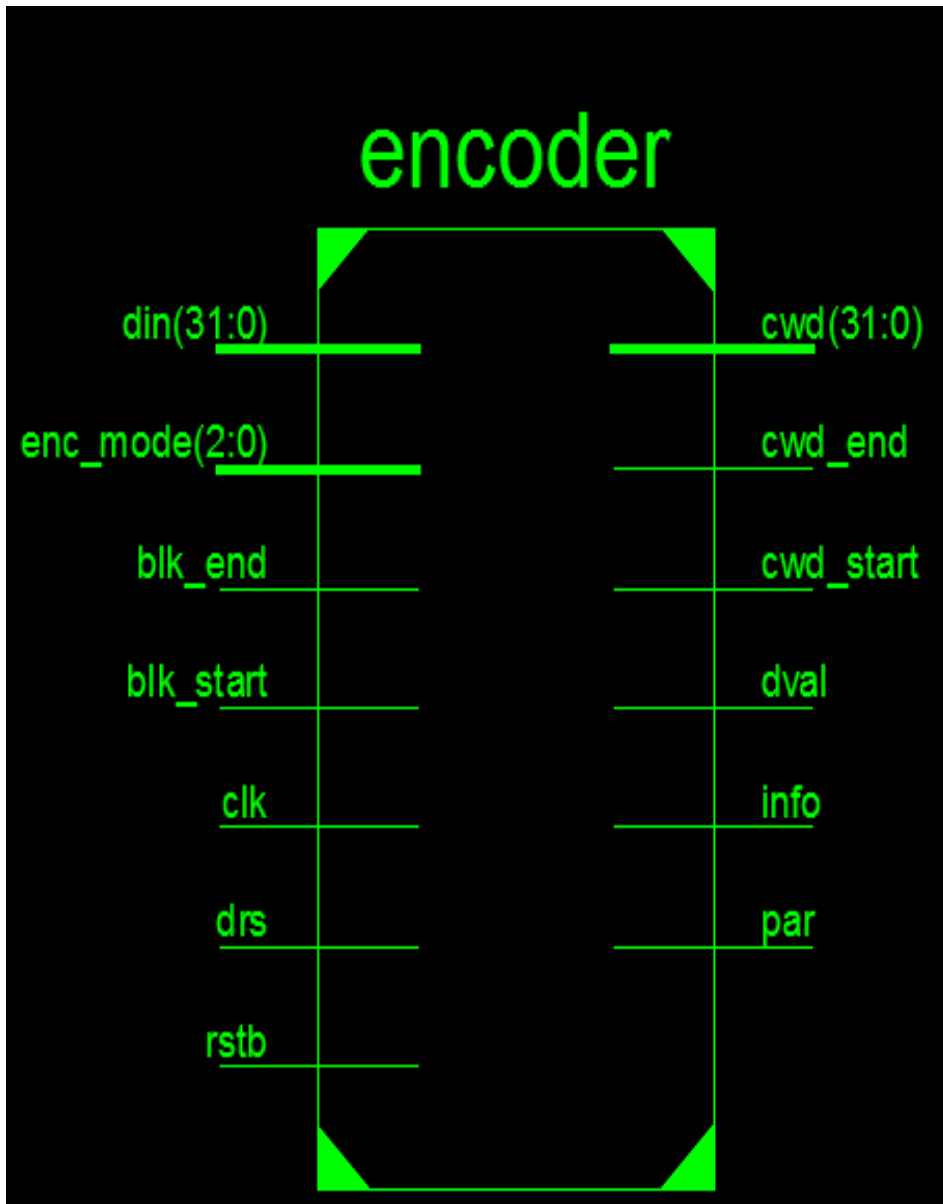 encoder
din(31:0)
cwd(31:0)
enc_mode(2:0)
cwd_end
blk_end
cwd_start
blk_start
dval
clk
info
drs
par
rstb